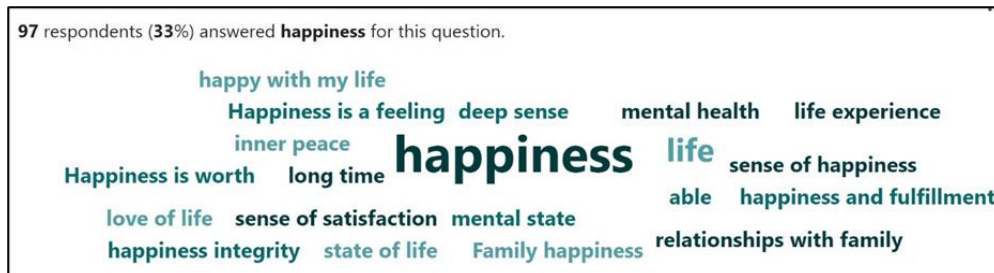 97 respondents (33%) answered happiness for this question.
happy with my life
Happiness is a feeling deep sense mental health life experience
inner peace happiness life sense of happiness
Happiness is worth long time able happiness and fulfillment
love of life sense of satisfaction mental state
happiness integrity state of life Family happiness relationships with family